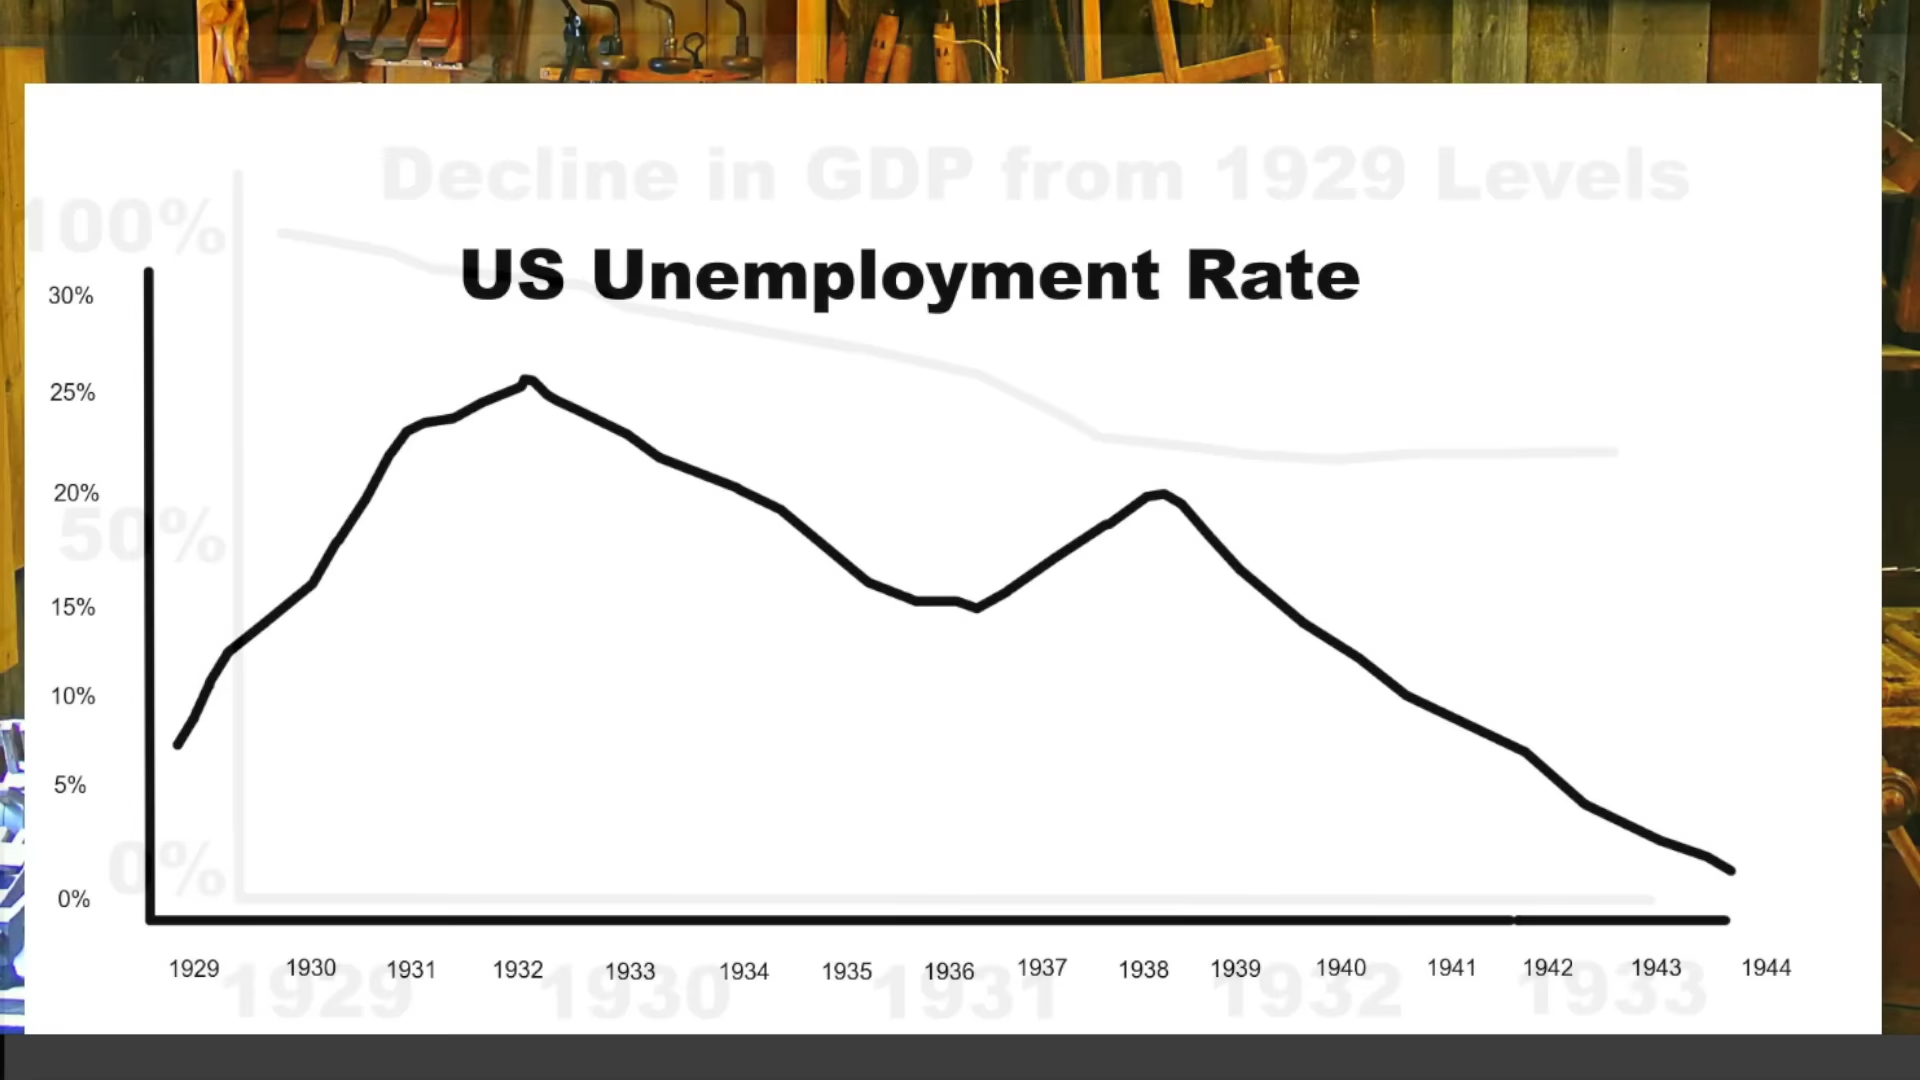 Decline in GDP from 1929 Levels
100%
US Unemployment Rate
30%
25%
20%
50%
15%
10%
5%
0%
0%
1929 1930 1931 1932 1933 1934 1935 1936 1937 1938 1939 1940 1941 1942 1943 1944
1929 1930 1931 1932 1933